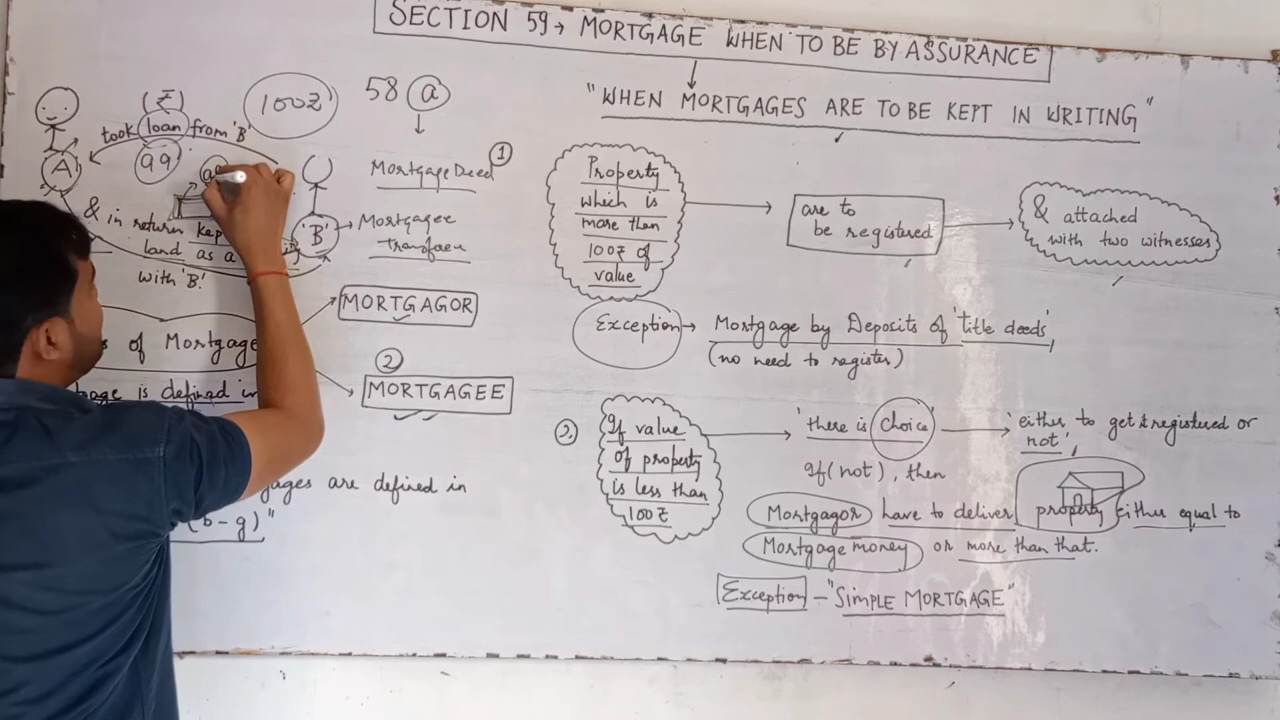 SECTION 59→ MORTGAGE WHEN TO BE BY ASSURANCE
"WHEN MORTGAGES ARE TO BE KEPT IN WRITING"
(₹)
100₹
58 a
took loan from 'B'
A
99
Mortgage Deed
& in return kep
land as a
with 'B'.
'B' → Mortgagee
MORTGAGOR
s of Mortgage
2
MORTGAGEE
is defined in
gages are defined in
(b-g)"
1
Property
which is
more than
100₹ of
value
are to
be registered
& attached
with two witnesses
Exception → Mortgage by Deposits of 'title deeds'
(no need to register)
2.
If value
of property
is less than
100₹
'there is Choice'
'either to get it registered or
not'
If (not), then
Mortgagor have to deliver property either equal to
Mortgage money or more than that.
Exception - "SIMPLE MORTGAGE"